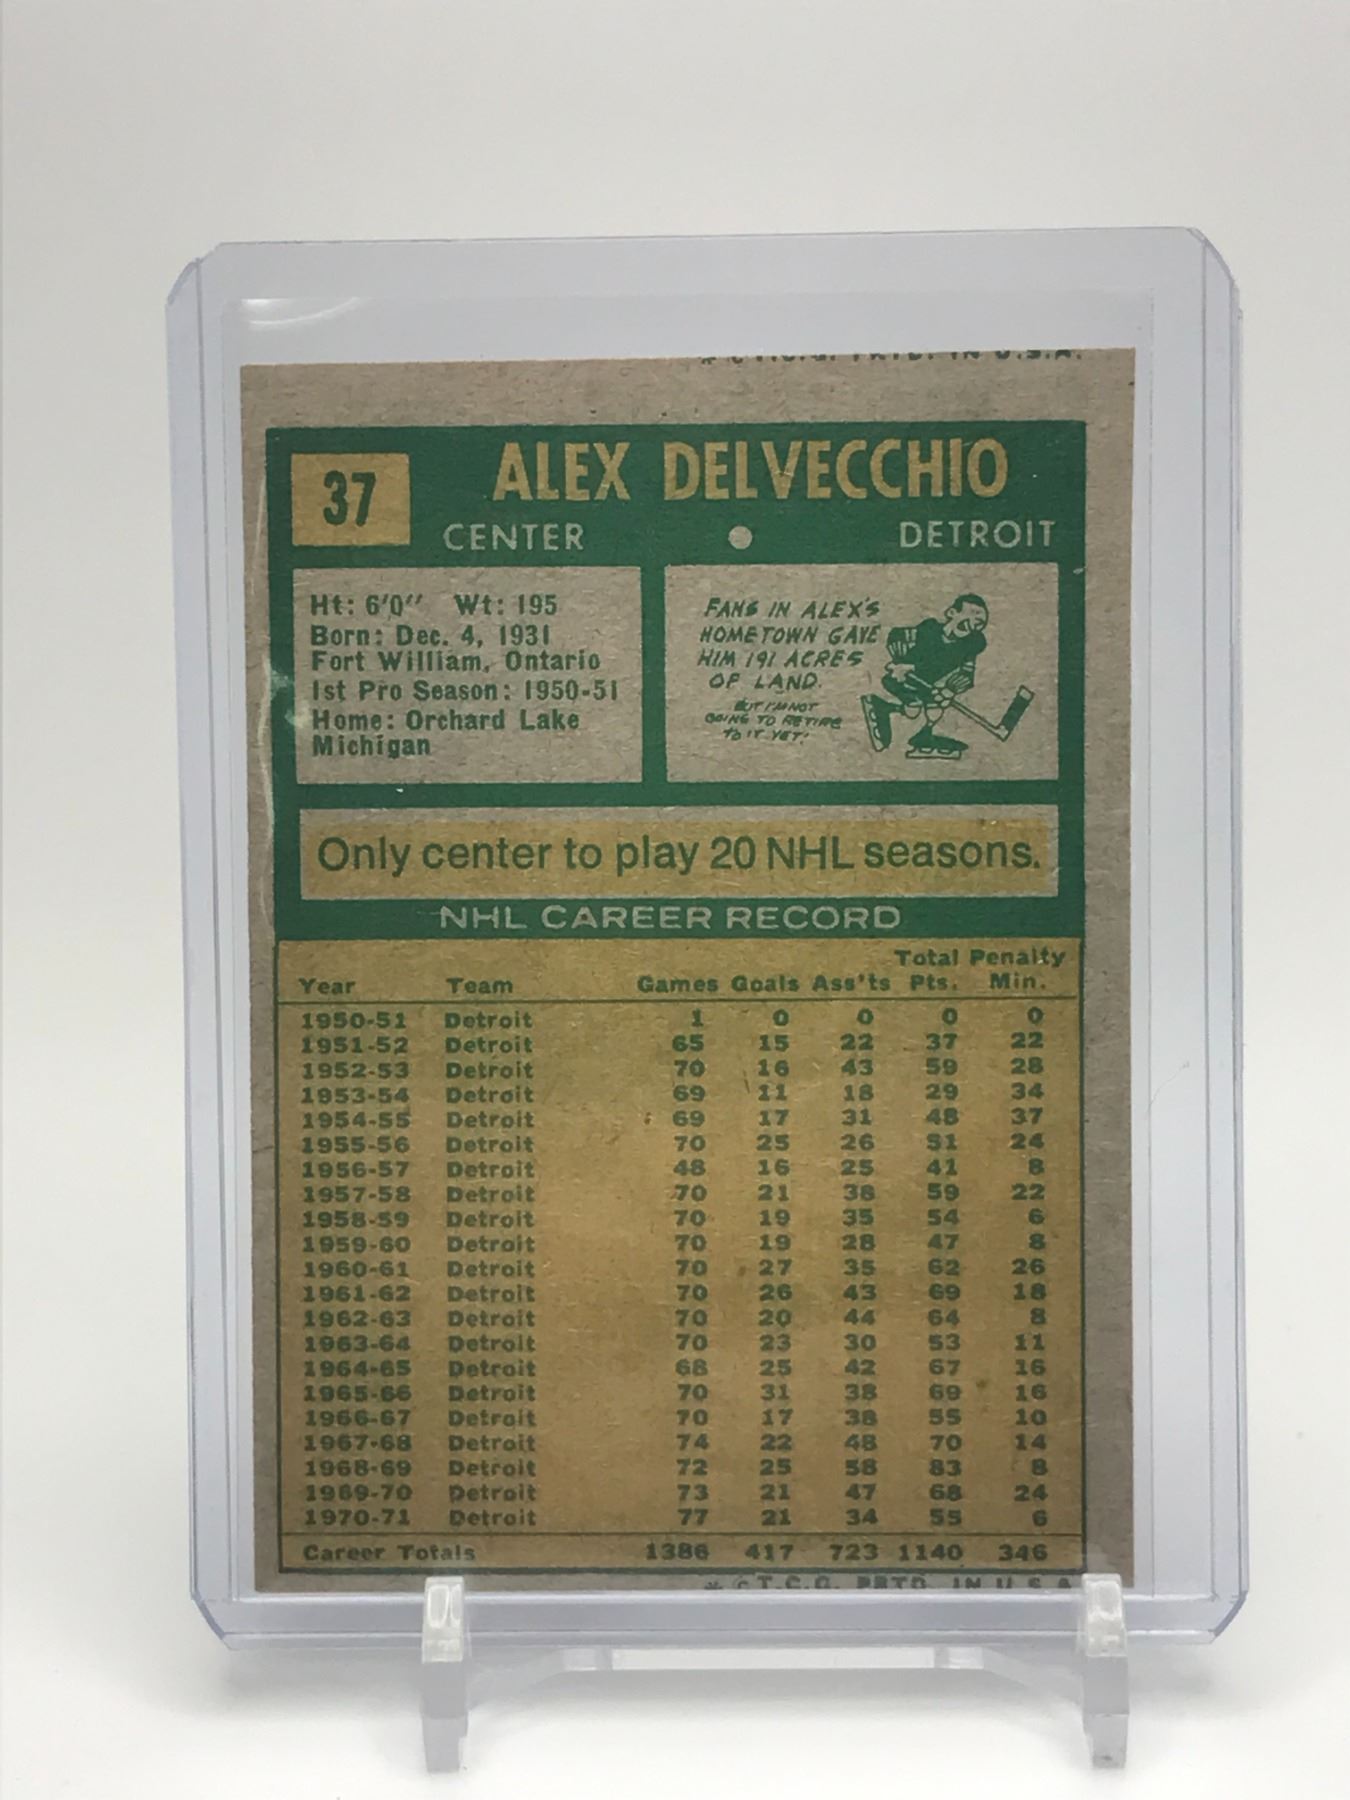 * © T.C.G. PRTD. IN U.S.A.
37
ALEX DELVECCHIO
CENTER • DETROIT
Ht: 6'0" Wt: 195
Born: Dec. 4, 1931
Fort William, Ontario
1st Pro Season: 1950-51
Home: Orchard Lake
Michigan
FANS IN ALEX'S
HOMETOWN GAVE
HIM 191 ACRES
OF LAND.
BUT I'M NOT
GOING TO RETIRE
TO IT YET!
Only center to play 20 NHL seasons.
NHL CAREER RECORD
Total Penalty
Year Team Games Goals Ass'ts Pts. Min.
1950-51 Detroit 1 0 0 0 0
1951-52 Detroit 65 15 22 37 22
1952-53 Detroit 70 16 43 59 28
1953-54 Detroit 69 11 18 29 34
1954-55 Detroit 69 17 31 48 37
1955-56 Detroit 70 25 26 51 24
1956-57 Detroit 48 16 25 41 8
1957-58 Detroit 70 21 38 59 22
1958-59 Detroit 70 19 35 54 6
1959-60 Detroit 70 19 28 47 8
1960-61 Detroit 70 27 35 62 26
1961-62 Detroit 70 26 43 69 18
1962-63 Detroit 70 20 44 64 8
1963-64 Detroit 70 23 30 53 11
1964-65 Detroit 68 25 42 67 16
1965-66 Detroit 70 31 38 69 16
1966-67 Detroit 70 17 38 55 10
1967-68 Detroit 74 22 48 70 14
1968-69 Detroit 72 25 58 83 8
1969-70 Detroit 73 21 47 68 24
1970-71 Detroit 77 21 34 55 6
Career Totals 1386 417 723 1140 346
* © T.C.G. PRTD. IN U.S.A.